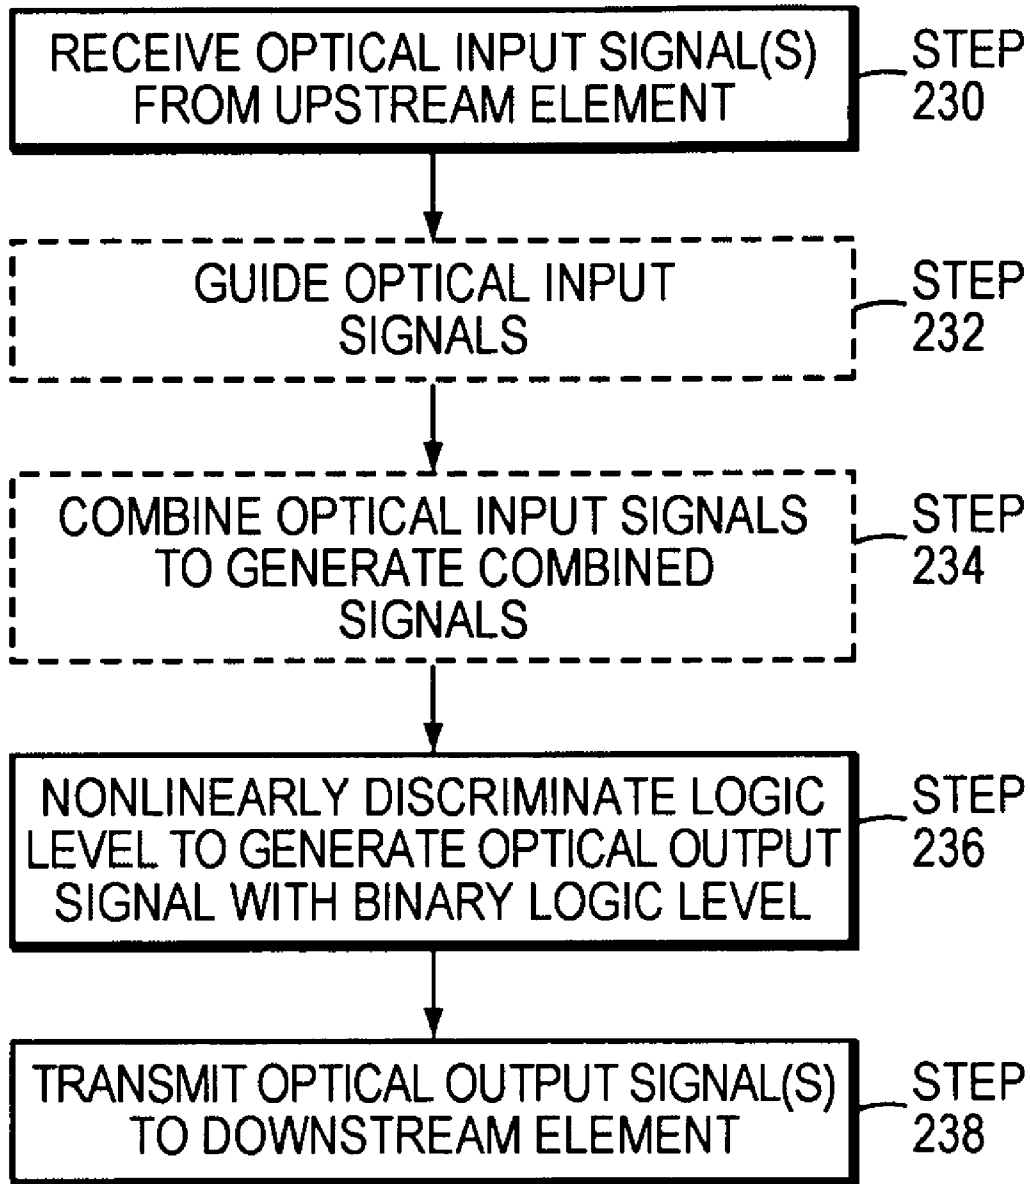 RECEIVE OPTICAL INPUT SIGNAL(S)
FROM UPSTREAM ELEMENT
STEP
230
GUIDE OPTICAL INPUT
SIGNALS
STEP
232
COMBINE OPTICAL INPUT SIGNALS
TO GENERATE COMBINED
SIGNALS
STEP
234
NONLINEARLY DISCRIMINATE LOGIC
LEVEL TO GENERATE OPTICAL OUTPUT
SIGNAL WITH BINARY LOGIC LEVEL
STEP
236
TRANSMIT OPTICAL OUTPUT SIGNAL(S)
TO DOWNSTREAM ELEMENT
STEP
238